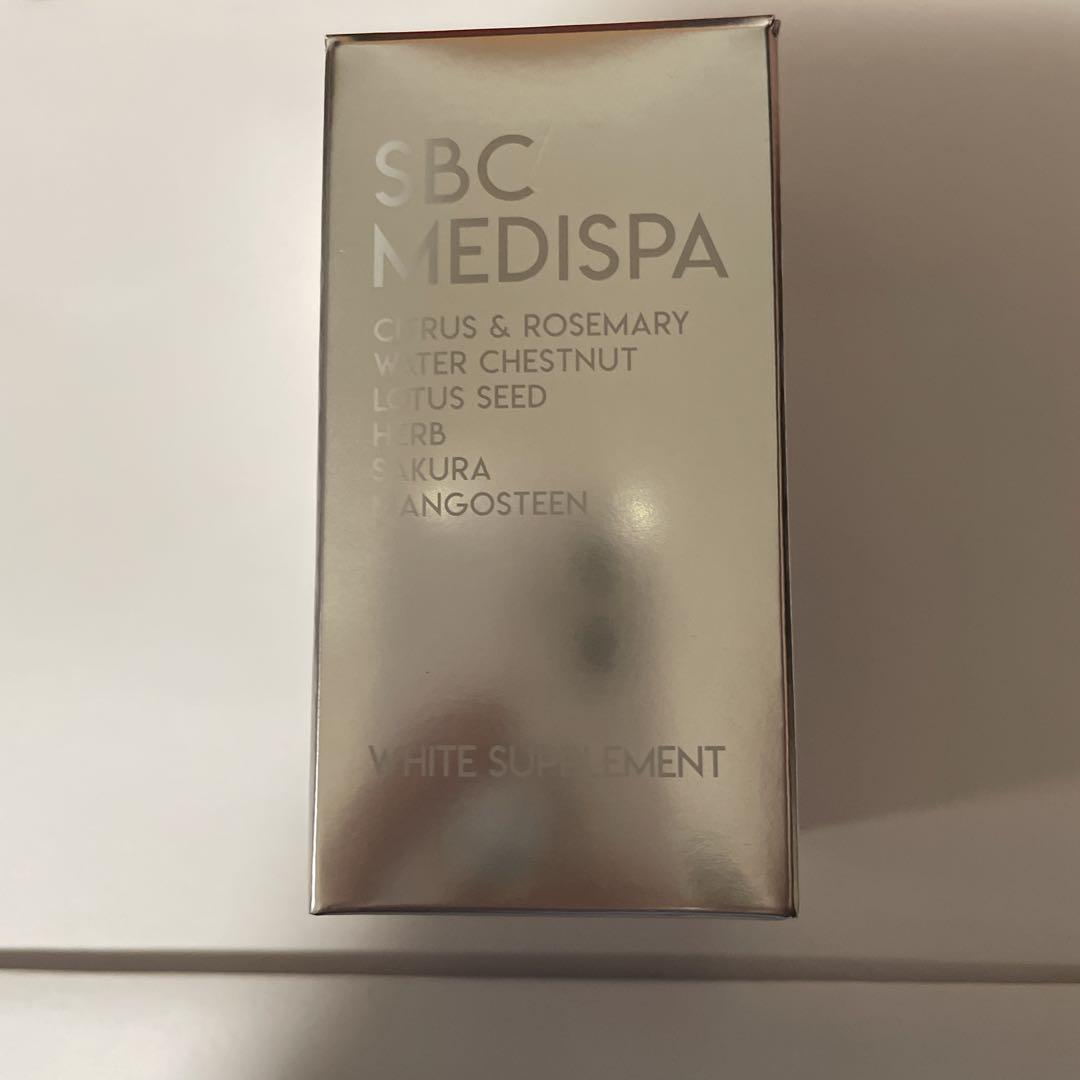 SBC
MEDISPA
CITRUS & ROSEMARY
WATER CHESTNUT
LOTUS SEED
HERB
SAKURA
MANGOSTEEN
WHITE SUPPLEMENT